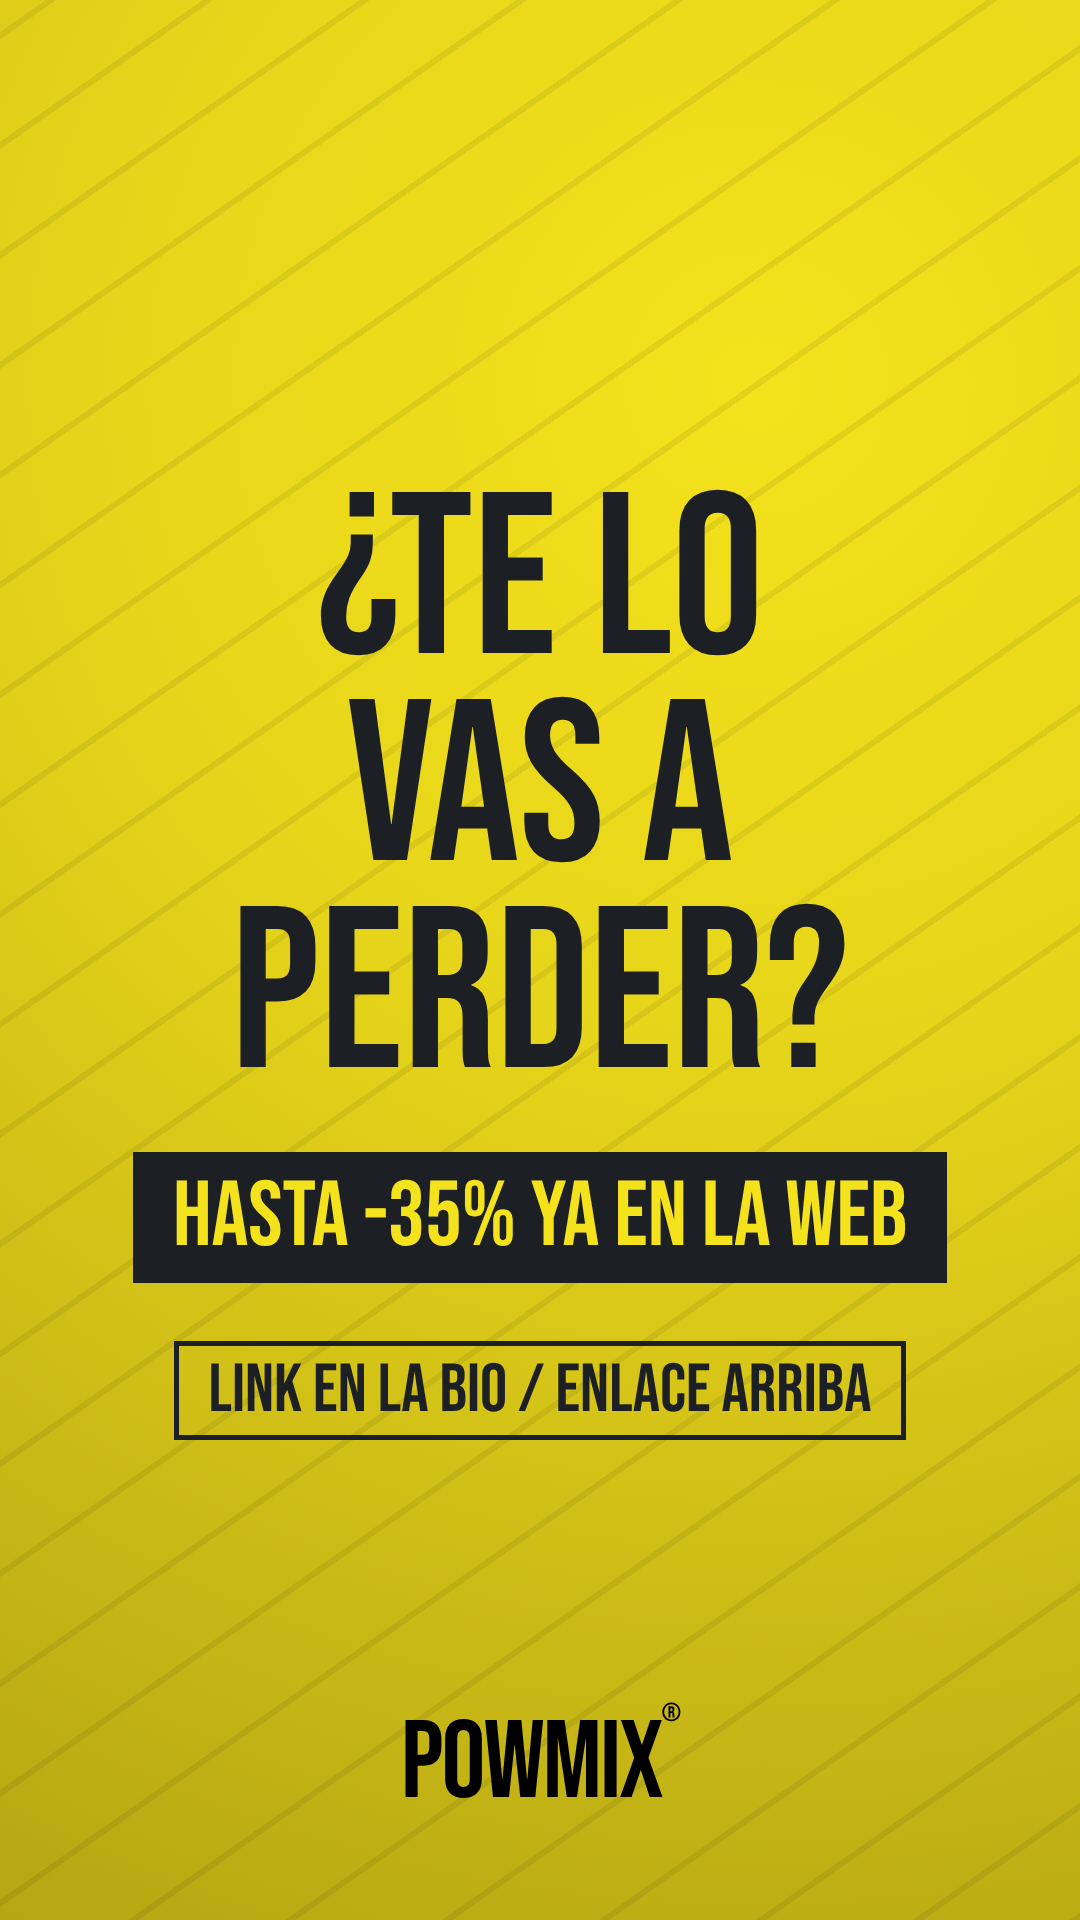 ¿TE LO
VAS A
PERDER?
HASTA -35% YA EN LA WEB
LINK EN LA BIO / ENLACE ARRIBA
POWMIX®